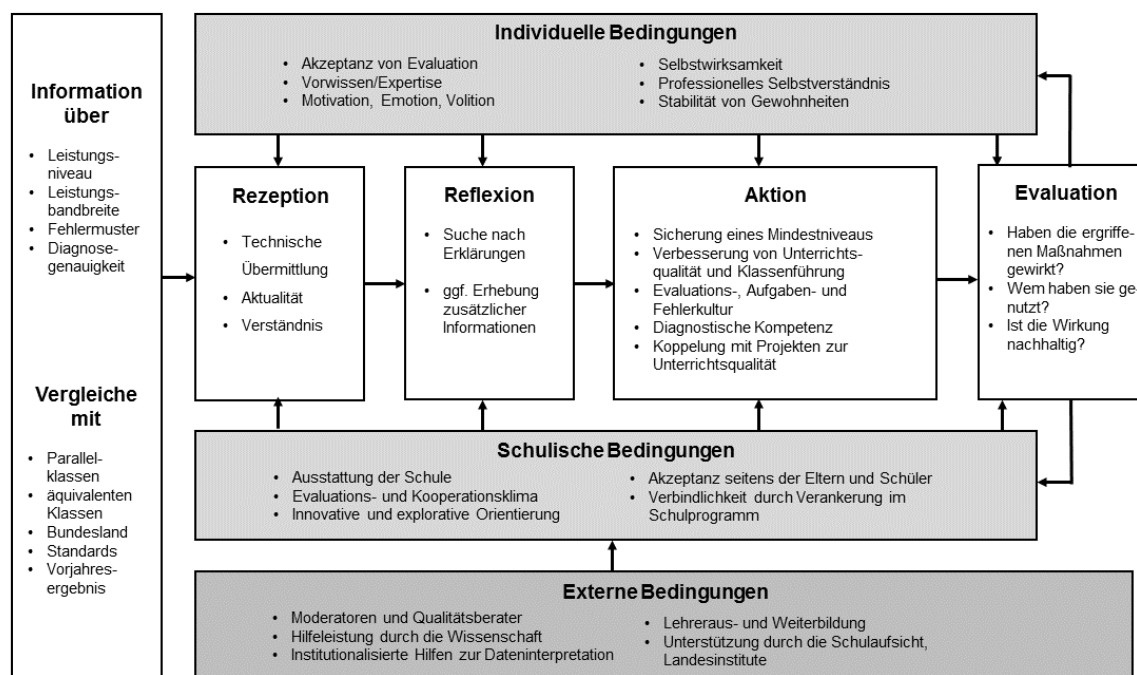 Information
über
• Leistungs-
niveau
• Leistungs-
bandbreite
• Fehlermuster
• Diagnose-
genauigkeit
Vergleiche
mit
• Parallel-
klassen
• äquivalenten
Klassen
• Bundesland
• Standards
• Vorjahres-
ergebnis
Individuelle Bedingungen
• Akzeptanz von Evaluation
• Vorwissen/Expertise
• Motivation, Emotion, Volition
• Selbstwirksamkeit
• Professionelles Selbstverständnis
• Stabilität von Gewohnheiten
Rezeption
• Technische
Übermittlung
• Aktualität
• Verständnis
Reflexion
• Suche nach
Erklärungen
• ggf. Erhebung
zusätzlicher
Informationen
Aktion
• Sicherung eines Mindestniveaus
• Verbesserung von Unterrichts-
qualität und Klassenführung
• Evaluations-, Aufgaben- und
Fehlerkultur
• Diagnostische Kompetenz
• Koppelung mit Projekten zur
Unterrichtsqualität
Evaluation
• Haben die ergriffe-
nen Maßnahmen
gewirkt?
• Wem haben sie ge-
nutzt?
• Ist die Wirkung
nachhaltig?
Schulische Bedingungen
• Ausstattung der Schule
• Evaluations- und Kooperationsklima
• Innovative und explorative Orientierung
• Akzeptanz seitens der Eltern und Schüler
• Verbindlichkeit durch Verankerung im
Schulprogramm
Externe Bedingungen
• Moderatoren und Qualitätsberater
• Hilfeleistung durch die Wissenschaft
• Institutionalisierte Hilfen zur Dateninterpretation
• Lehreraus- und Weiterbildung
• Unterstützung durch die Schulaufsicht,
Landesinstitute